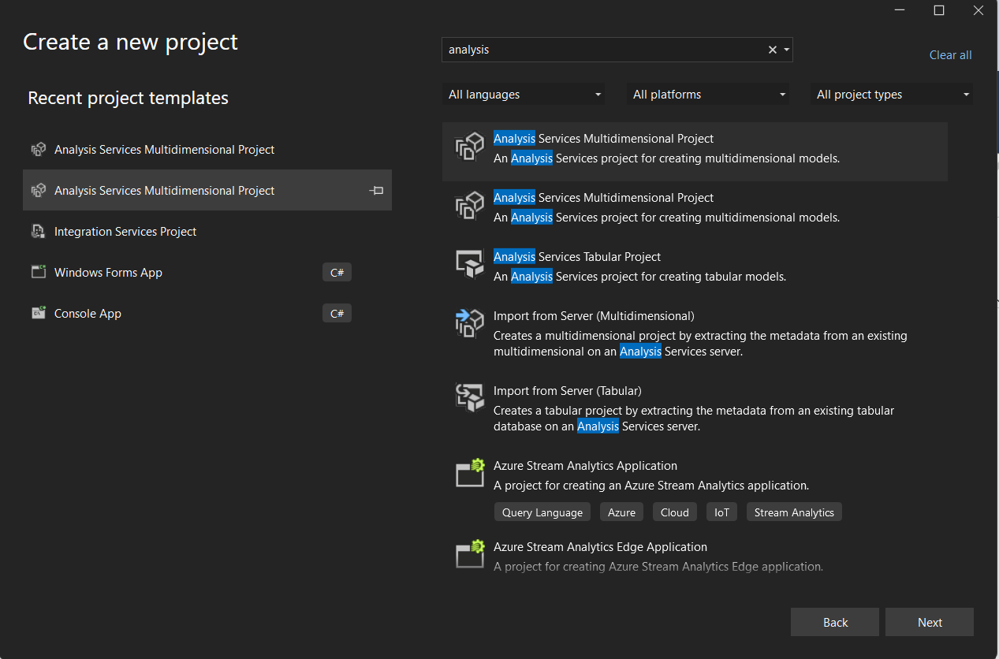 Create a new project
Recent project templates
Analysis Services Multidimensional Project
Analysis Services Multidimensional Project
Integration Services Project
Windows Forms App C#
Console App C#
analysis
Clear all
All languages All platforms All project types
Analysis Services Multidimensional Project
An Analysis Services project for creating multidimensional models.
Analysis Services Multidimensional Project
An Analysis Services project for creating multidimensional models.
Analysis Services Tabular Project
An Analysis Services project for creating tabular models.
Import from Server (Multidimensional)
Creates a multidimensional project by extracting the metadata from an existing
multidimensional on an Analysis Services server.
Import from Server (Tabular)
Creates a tabular project by extracting the metadata from an existing tabular
database on an Analysis Services server.
Azure Stream Analytics Application
A project for creating an Azure Stream Analytics application.
Query Language Azure Cloud IoT Stream Analytics
Azure Stream Analytics Edge Application
A project for creating Azure Stream Analytics Edge application.
Back Next